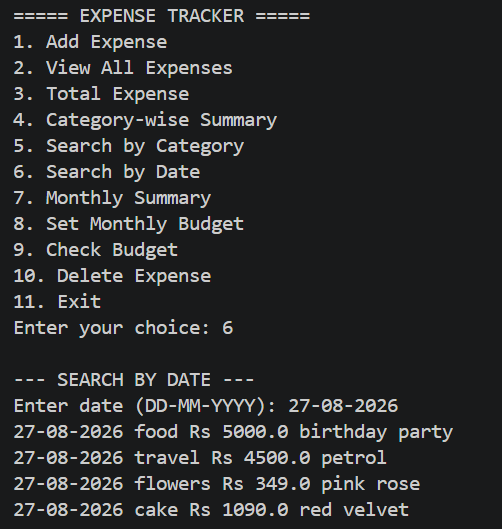 ===== EXPENSE TRACKER =====
1. Add Expense
2. View All Expenses
3. Total Expense
4. Category-wise Summary
5. Search by Category
6. Search by Date
7. Monthly Summary
8. Set Monthly Budget
9. Check Budget
10. Delete Expense
11. Exit
Enter your choice: 6
--- SEARCH BY DATE ---
Enter date (DD-MM-YYYY): 27-08-2026
27-08-2026 food Rs 5000.0 birthday party
27-08-2026 travel Rs 4500.0 petrol
27-08-2026 flowers Rs 349.0 pink rose
27-08-2026 cake Rs 1090.0 red velvet